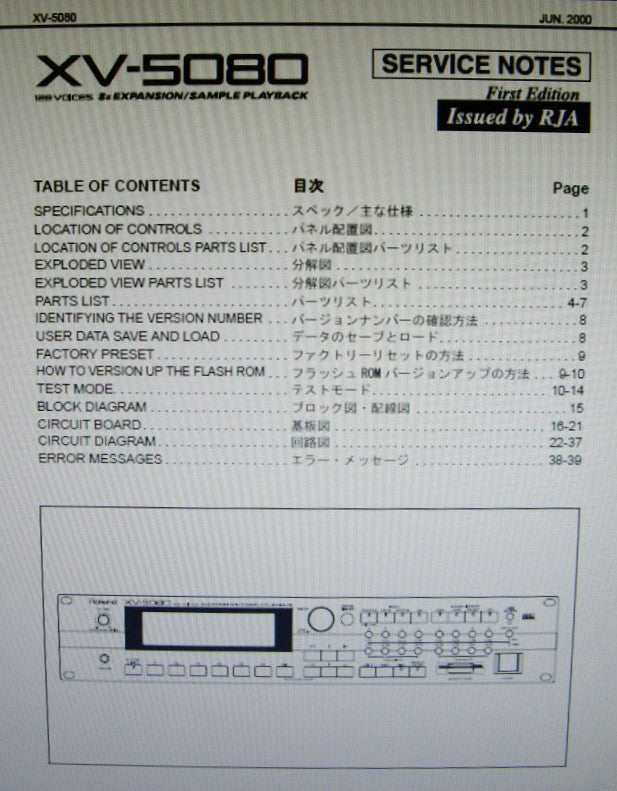 XV-5080 JUN. 2000
XV-5080
128 VOICES 8x EXPANSION/SAMPLE PLAYBACK
SERVICE NOTES
First Edition
Issued by RJA
TABLE OF CONTENTS 目次 Page
SPECIFICATIONS . . . . . . . . . . . . . . . . . スペック／主な仕様 . . . . . . . . . . . . . . . . . . . . 1
LOCATION OF CONTROLS . . . . . . . . . . パネル配置図. . . . . . . . . . . . . . . . . . . . . . . . . 2
LOCATION OF CONTROLS PARTS LIST. . . パネル配置図パーツリスト. . . . . . . . . . . . . . . 2
EXPLODED VIEW. . . . . . . . . . . . . . . . . 分解図. . . . . . . . . . . . . . . . . . . . . . . . . . . . . . 3
EXPLODED VIEW PARTS LIST . . . . . . . . 分解図パーツリスト . . . . . . . . . . . . . . . . . . . . 3
PARTS LIST. . . . . . . . . . . . . . . . . . . . . . パーツリスト. . . . . . . . . . . . . . . . . . . . . . . . 4-7
IDENTIFYING THE VERSION NUMBER . . . バージョンナンバーの確認方法 . . . . . . . . . . . 8
USER DATA SAVE AND LOAD . . . . . . . . データのセーブとロード. . . . . . . . . . . . . . . . . 8
FACTORY PRESET . . . . . . . . . . . . . . . . ファクトリーリセットの方法 . . . . . . . . . . . . . . 9
HOW TO VERSION UP THE FLASH ROM . . . フラッシュ ROM バージョンアップの方法 . . . 9-10
TEST MODE. . . . . . . . . . . . . . . . . . . . . テストモード. . . . . . . . . . . . . . . . . . . . . . . 10-14
BLOCK DIAGRAM . . . . . . . . . . . . . . . . . ブロック図・配線図 . . . . . . . . . . . . . . . . . . . 15
CIRCUIT BOARD. . . . . . . . . . . . . . . . . . 基板図 . . . . . . . . . . . . . . . . . . . . . . . . . . . 16-21
CIRCUIT DIAGRAM. . . . . . . . . . . . . . . . 回路図 . . . . . . . . . . . . . . . . . . . . . . . . . . . 22-37
ERROR MESSAGES . . . . . . . . . . . . . . . エラー・メッセージ . . . . . . . . . . . . . . . . . . 38-39
Roland XV-5080